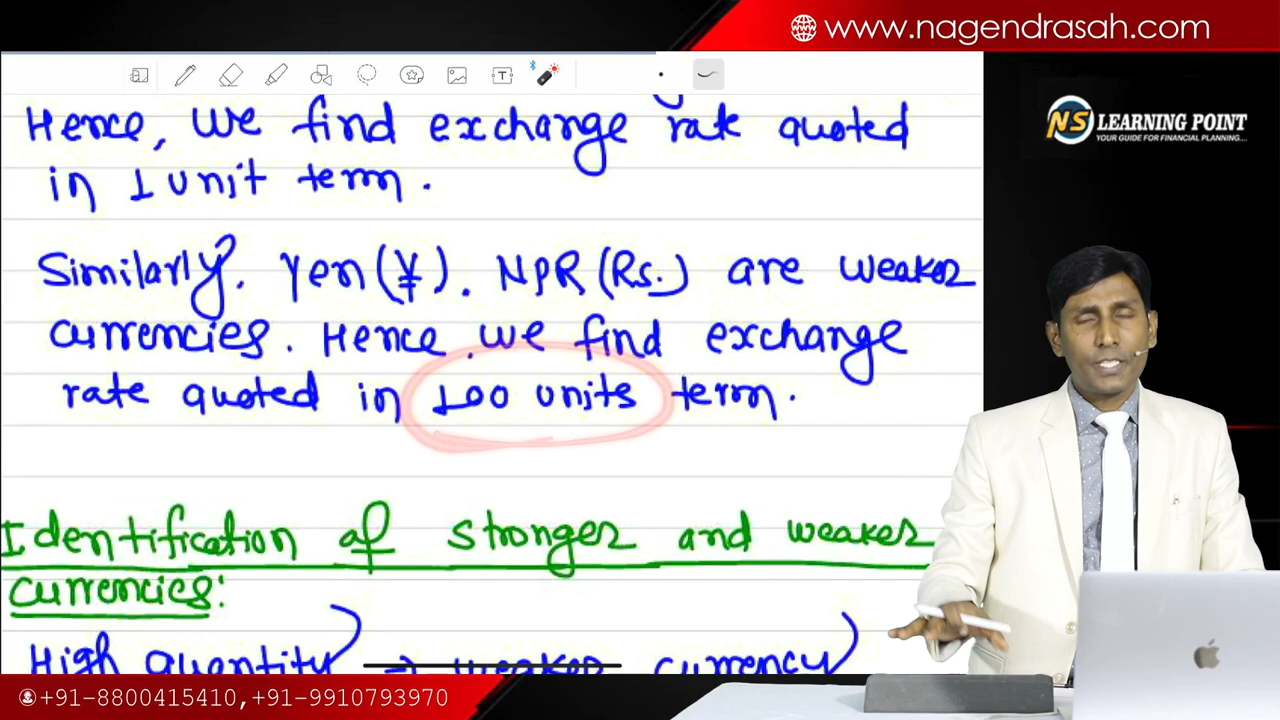 www.nagendrasah.com
NS LEARNING POINT
YOUR GUIDE FOR FINANCIAL PLANNING....
Hence, we find exchange rate quoted
in 1 unit term.
Similarly, Yen (¥), NPR (Rs.) are weaker
currencies. Hence, we find exchange
rate quoted in 100 units term.
Identification of stronger and weaker
currencies:
High quantity → weaker currency
+91-8800415410,+91-9910793970